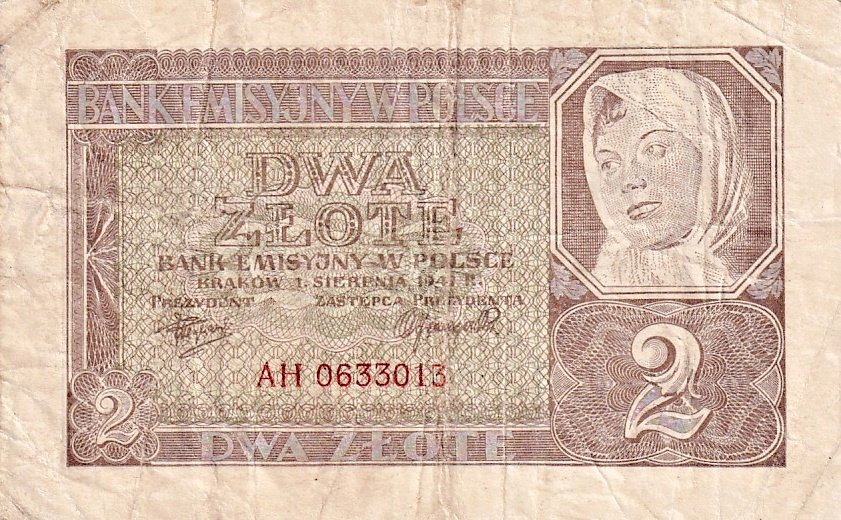 BANK EMISYJNY W POLSCE
DWA
ZŁOTE
BANK EMISYJNY W POLSCE
KRAKÓW 1. SIERPNIA 1941 R.
PREZYDENT ZASTĘPCA PREZYDENTA
AH 0633013
2
2
DWA ZŁOTE